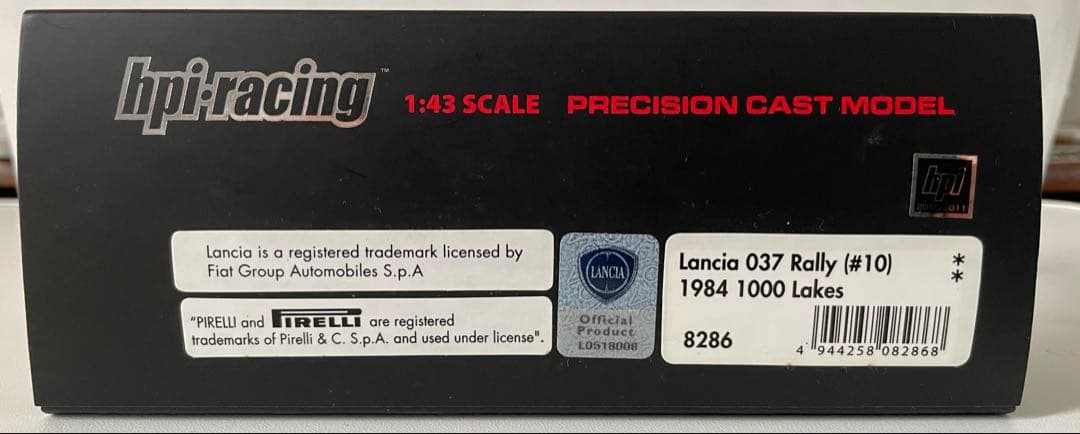 hpi·racing™
1:43 SCALE PRECISION CAST MODEL
hpi
Lancia is a registered trademark licensed by
Fiat Group Automobiles S.p.A
"PIRELLI and PIRELLI are registered
trademarks of Pirelli & C. S.p.A. and used under license".
LANCIA
Official
Product
L0518008
Lancia 037 Rally (#10)
1984 1000 Lakes
**
8286
4 944258 082868